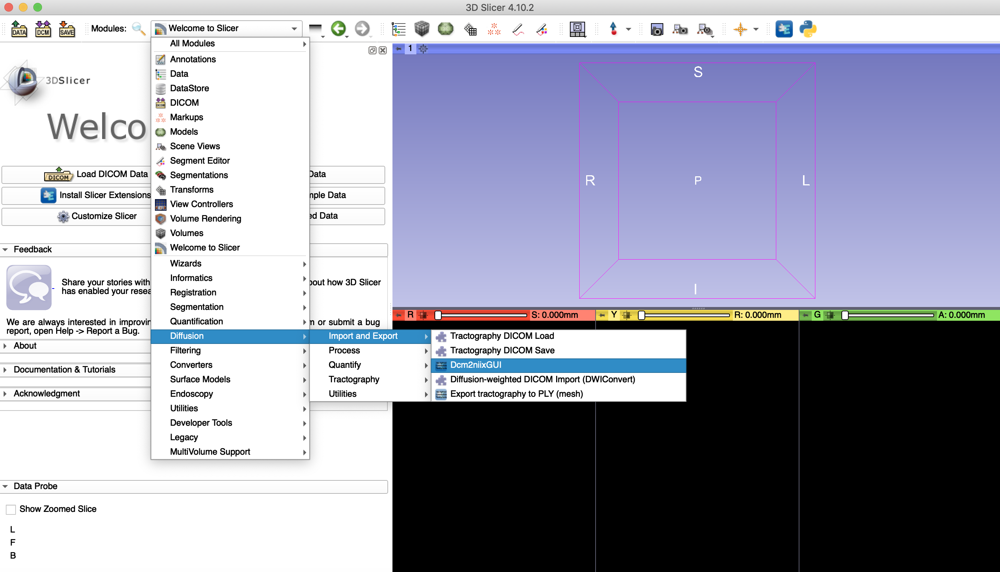 3D Slicer 4.10.2
DATA
DCM
SAVE
Modules:
Welcome to Slicer
All Modules
Annotations
Data
DataStore
DICOM
Markups
Models
Scene Views
Segment Editor
Segmentations
Transforms
View Controllers
Volume Rendering
Volumes
Welcome to Slicer
Wizards
Informatics
Registration
Segmentation
Quantification
Diffusion
Filtering
Converters
Surface Models
Endoscopy
Utilities
Developer Tools
Legacy
MultiVolume Support
Import and Export
Process
Quantify
Tractography
Utilities
Tractography DICOM Load
Tractography DICOM Save
Dcm2niixGUI
Diffusion-weighted DICOM Import (DWIConvert)
Export tractography to PLY (mesh)
3DSlicer
Welco
DICOM
Load DICOM Data
Data
Install Slicer Extensions
mple Data
Customize Slicer
ed Data
Feedback
Share your stories with
bout how 3D Slicer
has enabled your resea
We are always interested in improvin
m or submit a bug
report, open Help -> Report a Bug.
About
Documentation & Tutorials
Acknowledgment
Data Probe
Show Zoomed Slice
L
F
B
1
S
R
P
L
I
R
S: 0.000mm
Y
R: 0.000mm
G
A: 0.000mm